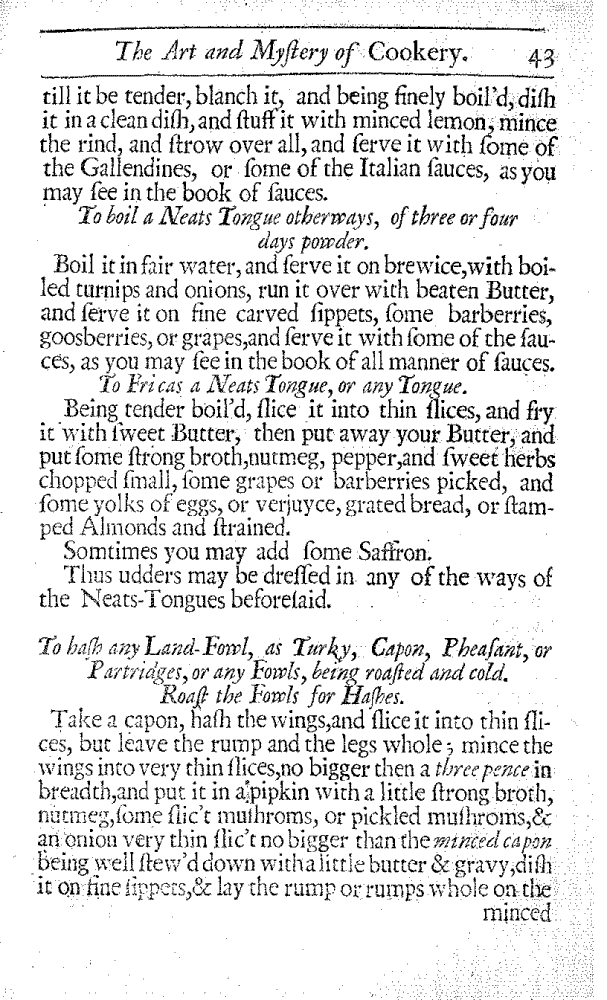 The Art and Myſtery of Cookery. 43
till it be tender, blanch it, and being finely boil'd, diſh
it in a clean diſh, and ſtuff it with minced lemon, mince
the rind, and ſtrow over all, and ſerve it with ſome of
the Gallendines, or ſome of the Italian ſauces, as you
may ſee in the book of ſauces.
To boil a Neats Tongue otherways, of three or four
days powder.
Boil it in fair water, and ſerve it on brewice, with boi-
led turnips and onions, run it over with beaten Butter,
and ſerve it on fine carved ſippets, ſome barberries,
goosberries, or grapes, and ſerve it with ſome of the ſau-
ces, as you may ſee in the book of all manner of ſauces.
To Fricas a Neats Tongue, or any Tongue.
Being tender boil'd, ſlice it into thin ſlices, and fry
it with ſweet Butter, then put away your Butter, and
put ſome ſtrong broth, nutmeg, pepper, and ſweet herbs
chopped ſmall, ſome grapes or barberries picked, and
ſome yolks of eggs, or verjuyce, grated bread, or ſtam-
ped Almonds and ſtrained.
Somtimes you may add ſome Saffron.
Thus udders may be dreſſed in any of the ways of
the Neats-Tongues beforeſaid.
To haſh any Land-Fowl, as Turky, Capon, Pheaſant, or
Partridges, or any Fowls, being roaſted and cold.
Roaſt the Fowls for Haſhes.
Take a capon, haſh the wings, and ſlice it into thin ſli-
ces, but leave the rump and the legs whole; mince the
wings into very thin ſlices, no bigger then a three pence in
breadth, and put it in a pipkin with a little ſtrong broth,
nutmeg, ſome ſlic't muſhroms, or pickled muſhroms, &
an onion very thin ſlic't no bigger than the minced capon
being well ſtew'd down with a little butter & gravy, diſh
it on fine ſippets, & lay the rump or rumps whole on the
minced